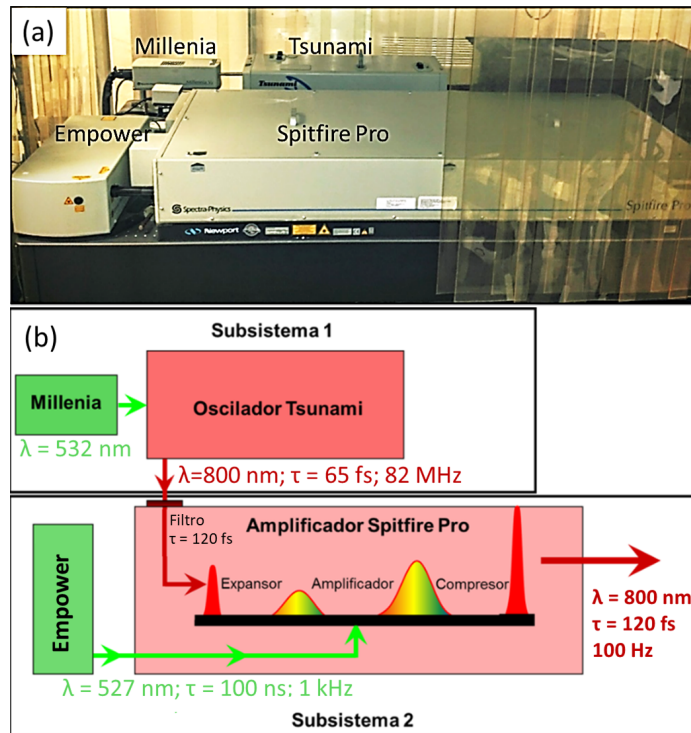 (a)
Millenia
Tsunami
Tsunami
Empower
Spitfire Pro
Spectra-Physics
Spitfire Pro
Newport
(b)
Subsistema 1
Millenia
Oscilador Tsunami
λ = 532 nm
λ=800 nm; τ = 65 fs; 82 MHz
Filtro
τ = 120 fs
Amplificador Spitfire Pro
Expansor
Amplificador
Compresor
Empower
λ = 800 nm
τ = 120 fs
100 Hz
λ = 527 nm; τ = 100 ns; 1 kHz
Subsistema 2